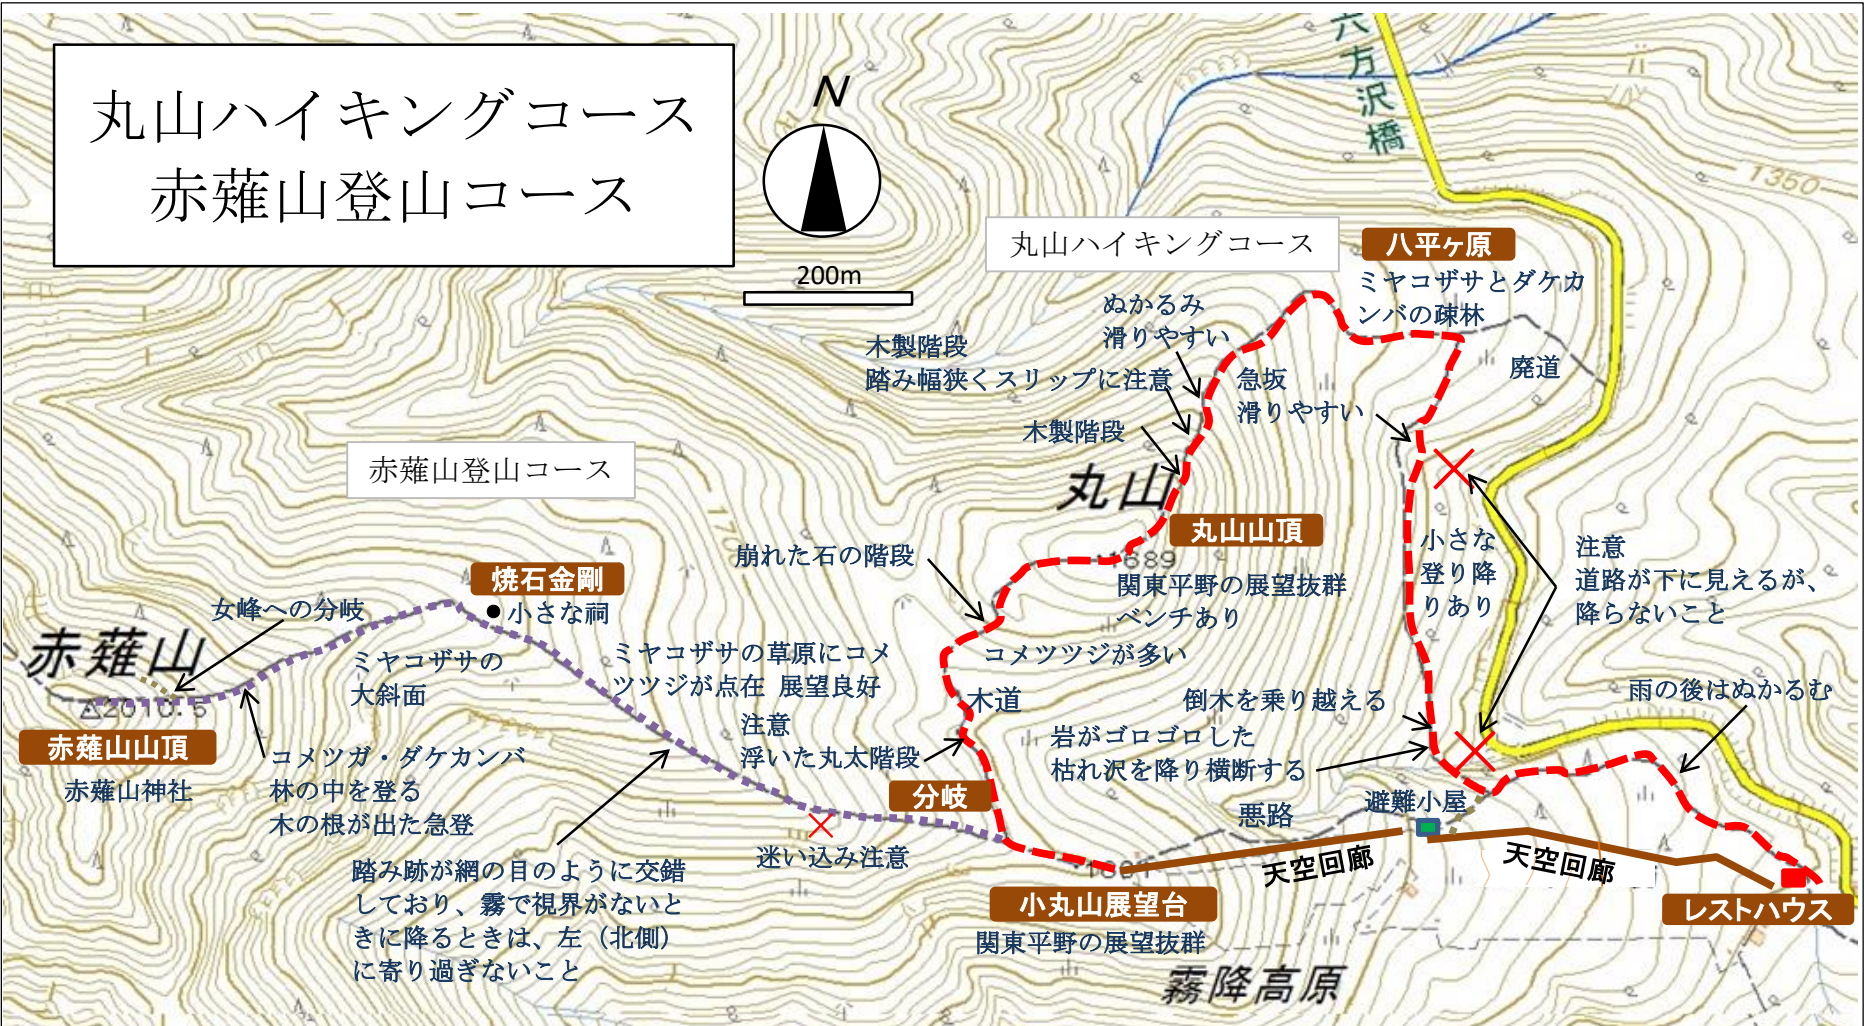 丸山ハイキングコース
赤薙山登山コース
N
200m
六方沢橋
1350
丸山ハイキングコース
八平ヶ原
ミヤコザサとダケカ
ンバの疎林
ぬかるみ
滑りやすい
木製階段
踏み幅狭くスリップに注意
急坂
滑りやすい
廃道
木製階段
赤薙山登山コース
丸山
丸山山頂
1689
関東平野の展望抜群
ベンチあり
崩れた石の階段
小さな
登り降
りあり
注意
道路が下に見えるが、
降らないこと
焼石金剛
小さな祠
女峰への分岐
赤薙山
2010.5
赤薙山山頂
赤薙山神社
ミヤコザサの
大斜面
ミヤコザサの草原にコメ
ツツジが点在 展望良好
コメツツジが多い
木道
注意
浮いた丸太階段
倒木を乗り越える
岩がゴロゴロした
枯れ沢を降り横断する
雨の後はぬかるむ
コメツガ・ダケカンバ
林の中を登る
木の根が出た急登
分岐
避難小屋
悪路
迷い込み注意
天空回廊
天空回廊
踏み跡が網の目のように交錯
しており、霧で視界がないと
きに降るときは、左（北側）
に寄り過ぎないこと
小丸山展望台
関東平野の展望抜群
レストハウス
霧降高原